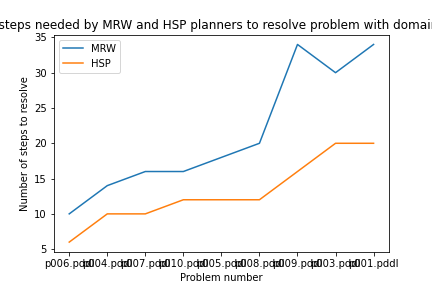 steps needed by MRW and HSP planners to resolve problem with domai
MRW
HSP
Number of steps to resolve
35
30
25
20
15
10
5
p006.pddl p004.pddl p007.pddl p010.pddl p005.pddl p008.pddl p009.pddl p003.pddl p001.pddl
Problem number